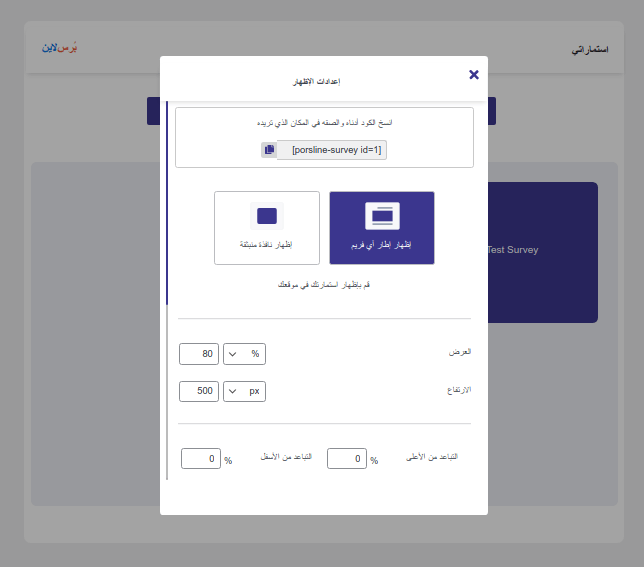 استماراتي
بُرس‌لاين
إعدادات الإظهار
انسخ الكود أدناه والصقه في المكان الذي تريده
[porsline-survey id=1]
إظهار إطار آي فريم
إظهار نافذة منبثقة
Test Survey
قم بإظهار استمارتك في موقعك
العرض
% 80
الارتفاع
px 500
التباعد من الأعلى
0 %
التباعد من الأسفل
0 %